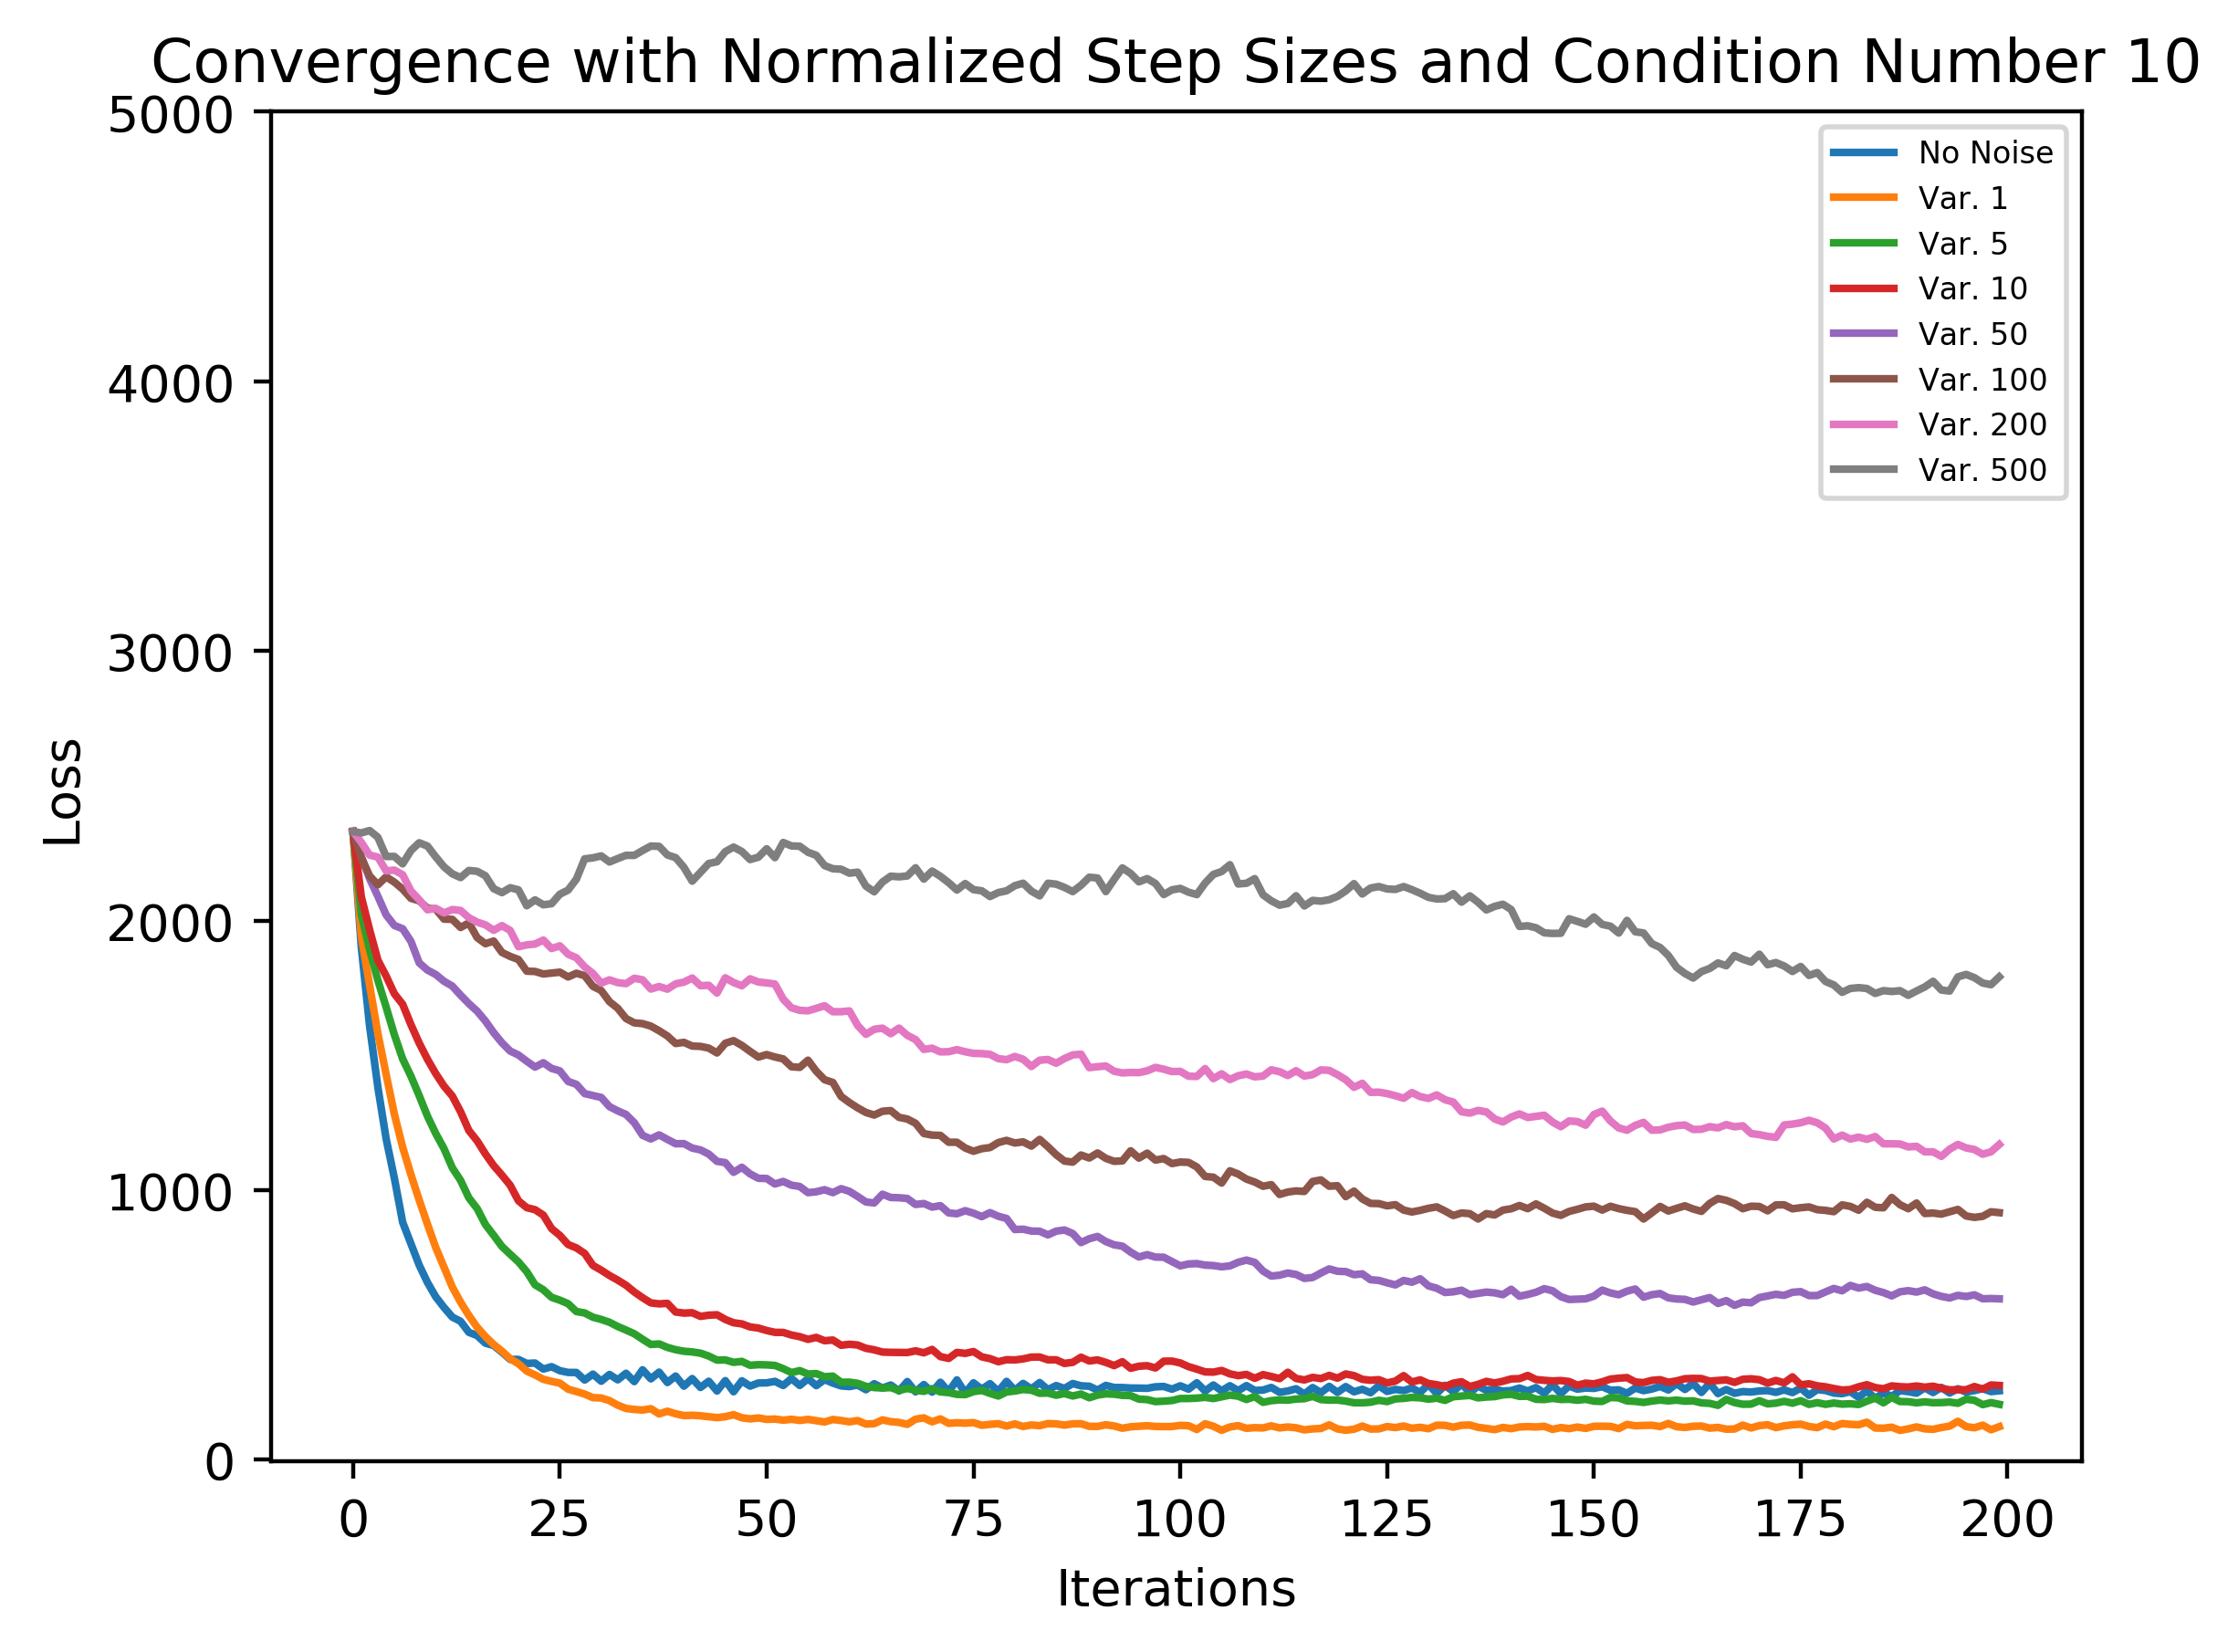 Convergence with Normalized Step Sizes and Condition Number 10
5000
4000
3000
2000
1000
0
Loss
No Noise
Var. 1
Var. 5
Var. 10
Var. 50
Var. 100
Var. 200
Var. 500
0 25 50 75 100 125 150 175 200
Iterations